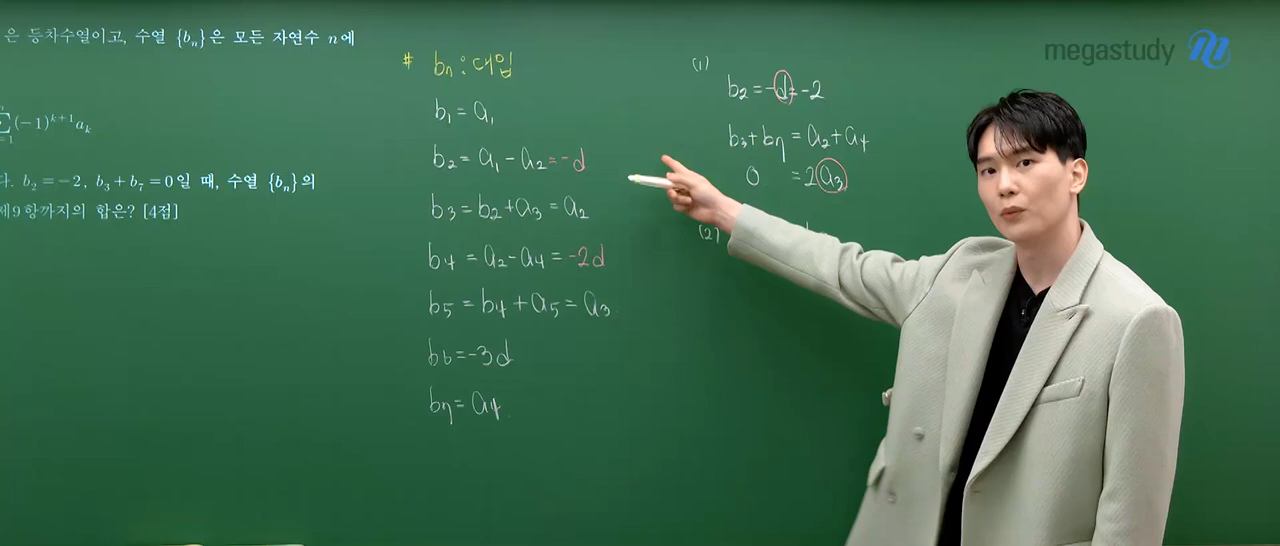 은 등차수열이고, 수열 {bₙ}은 모든 자연수 n에
∑(-1)^{k+1}a_k
다. b₂=-2, b₃+b₇=0일 때, 수열 {bₙ}의
제9항까지의 합은? [4점]
# bₙ : 대입
b₁ = a₁
b₂ = a₁ - a₂ = -d
b₃ = b₂ + a₃ = a₂
b₄ = a₂ - a₄ = -2d
b₅ = b₄ + a₅ = a₃
b₆ = -3d
b₇ = a₄
(1)
b₂ = -d = -2
b₃ + b₇ = a₂ + a₄
0 = 2a₃
(2)
megastudy